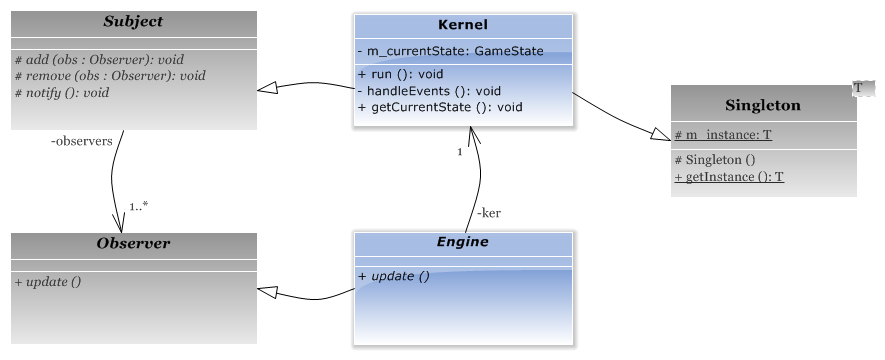 Subject
# add (obs : Observer): void
# remove (obs : Observer): void
# notify (): void
Kernel
- m_currentState: GameState
+ run (): void
- handleEvents (): void
+ getCurrentState (): void
T
Singleton
# m_instance: T
# Singleton ()
+ getInstance (): T
-observers
1..*
1
-ker
Observer
+ update ()
Engine
+ update ()